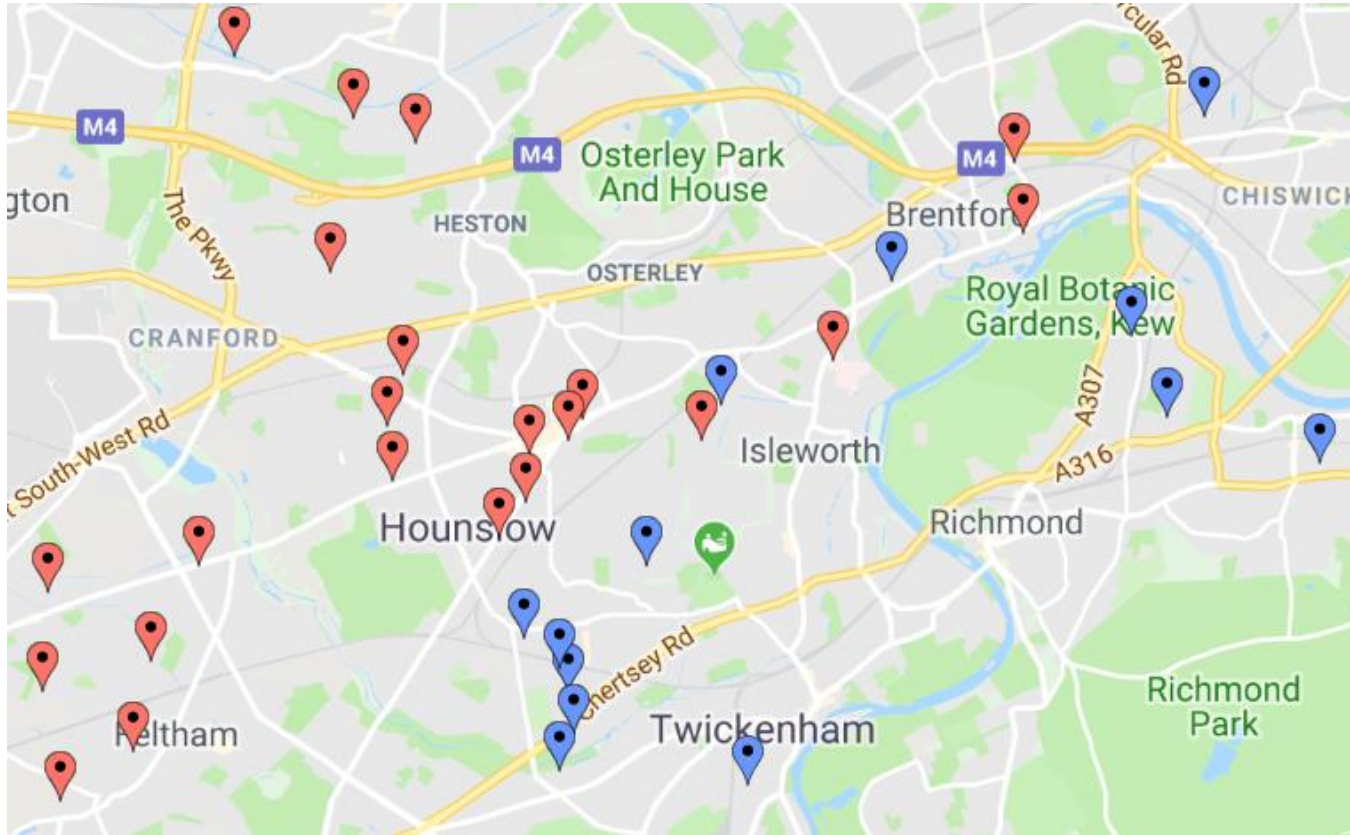 rcular Rd
M4
M4
Osterley Park
And House
M4
gton
The Pkwy
HESTON
Brentford
CHISWICK
OSTERLEY
Royal Botanic
Gardens, Kew
CRANFORD
A307
t South-West Rd
Isleworth
A316
Hounslow
Richmond
Chertsey Rd
Richmond
Park
Feltham
Twickenham